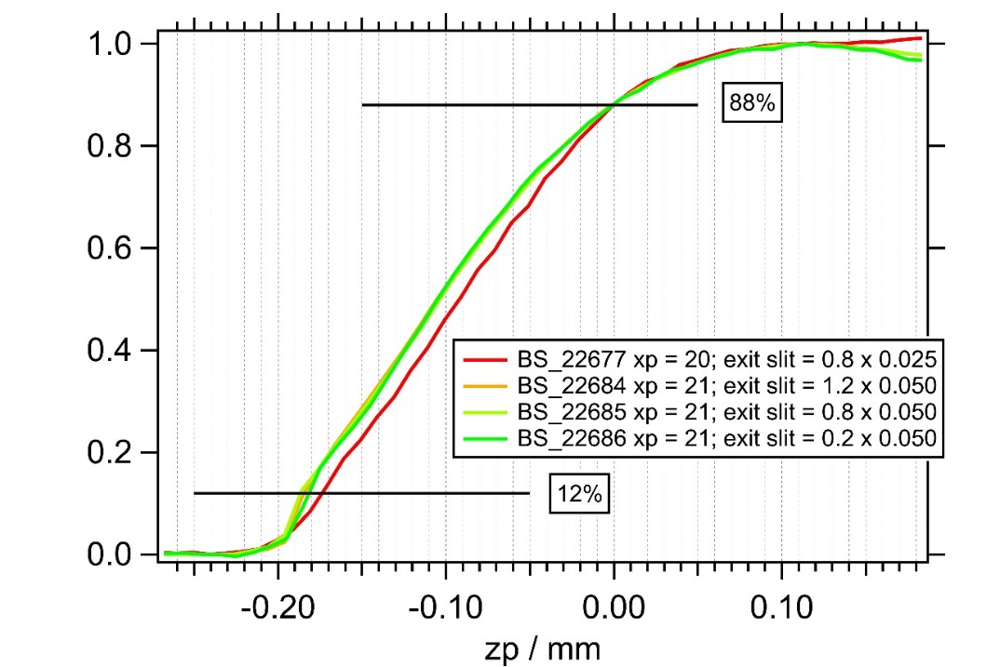 1.0
0.8
0.6
0.4
0.2
0.0
88%
BS_22677 xp = 20; exit slit = 0.8 x 0.025
BS_22684 xp = 21; exit slit = 1.2 x 0.050
BS_22685 xp = 21; exit slit = 0.8 x 0.050
BS_22686 xp = 21; exit slit = 0.2 x 0.050
12%
-0.20 -0.10 0.00 0.10
zp / mm